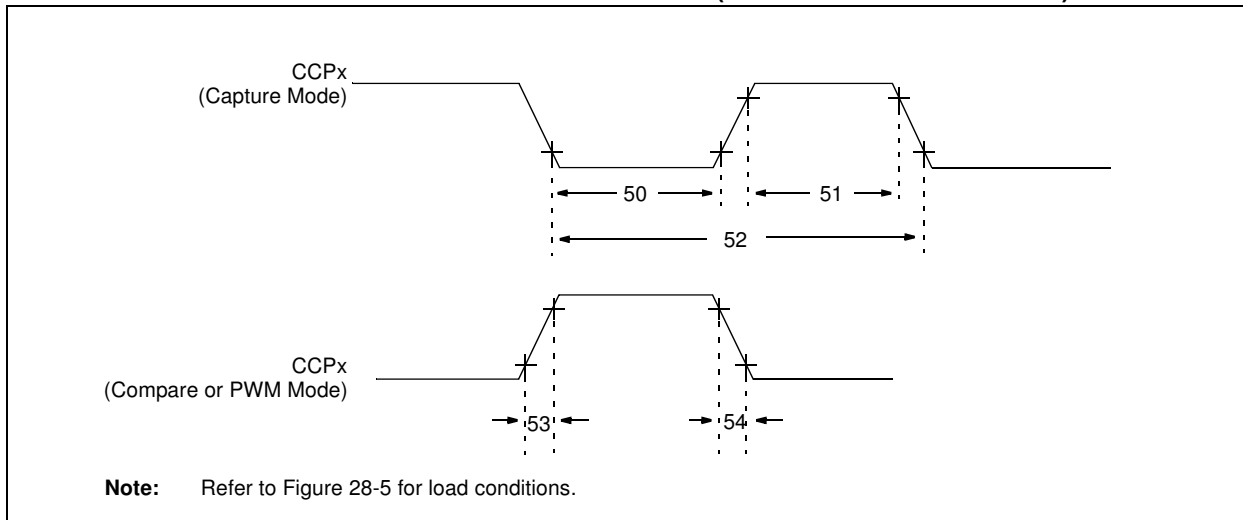 CCPx
(Capture Mode)
50
51
52
CCPx
(Compare or PWM Mode)
53
54
Note: Refer to Figure 28-5 for load conditions.